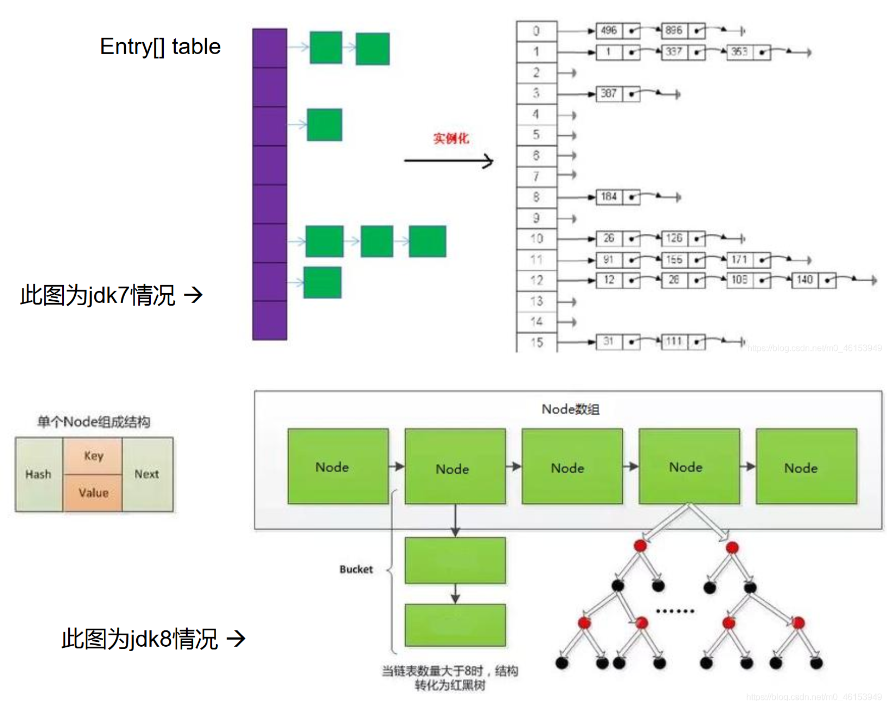 Entry[] table
实例化
此图为jdk7情况 →
0
496 896
1
1 337 353
2
3
387
4
5
6
7
8
184
9
10
26 126
11
91 155 171
12
12 28 108 140
13
14
15
31 111
Node数组
单个Node组成结构
Hash
Key
Value
Next
Node Node Node Node Node
Bucket
......
此图为jdk8情况 →
当链表数量大于8时，结构
转化为红黑树